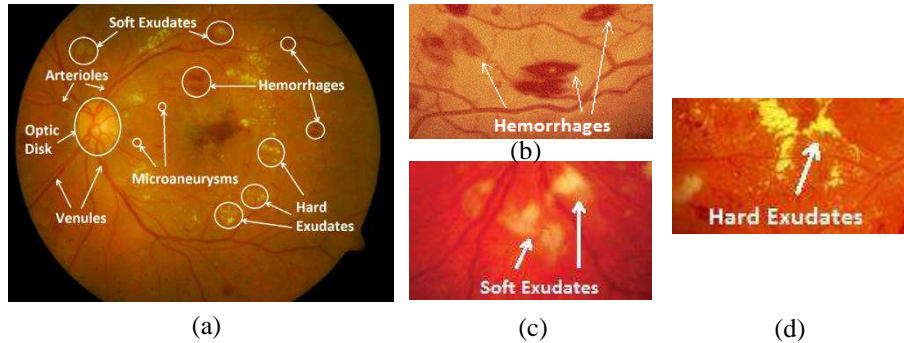 Soft Exudates
Arterioles
Hemorrhages
Optic
Disk
Microaneurysms
Venules
Hard
Exudates
(a)
Hemorrhages
(b)
Soft Exudates
(c)
Hard Exudates
(d)